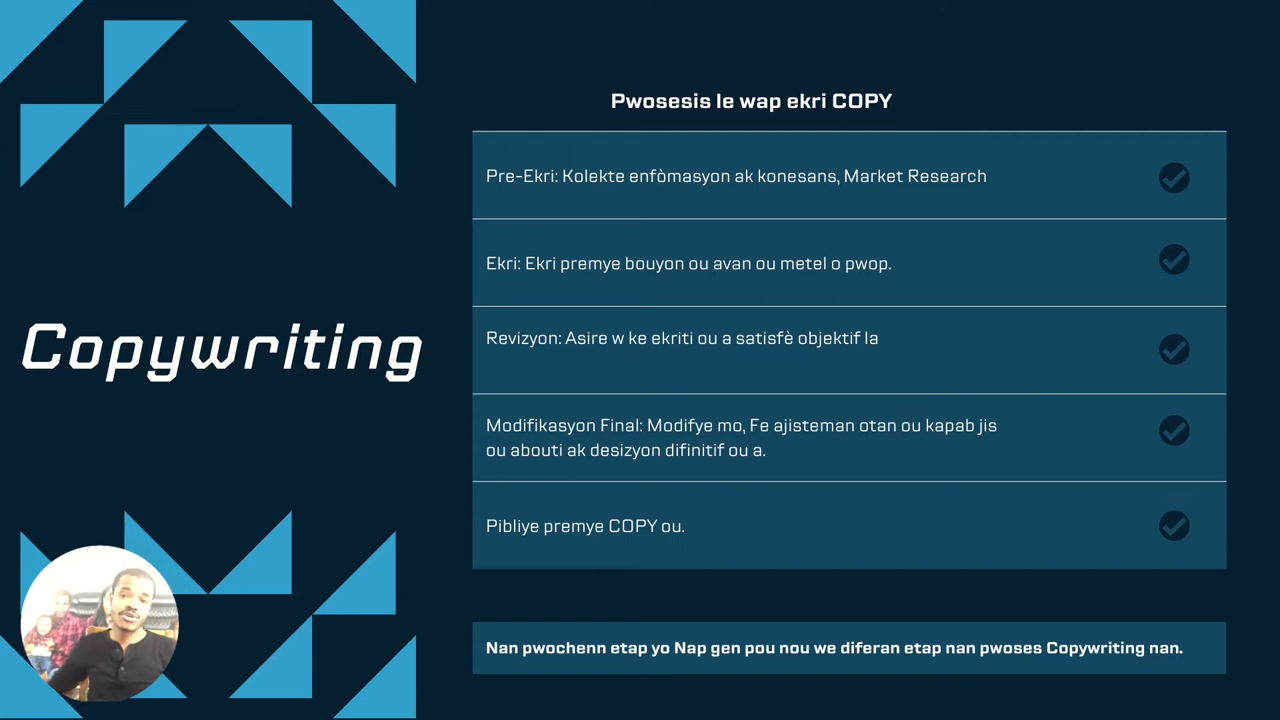 Copywriting
Pwosesis le wap ekri COPY
Pre-Ekri: Kolekte enfòmasyon ak konesans, Market Research
Ekri: Ekri premye bouyon ou avan ou metel o pwop.
Revizyon: Asire w ke ekriti ou a satisfè objektif la
Modifikasyon Final: Modifye mo, Fe ajisteman otan ou kapab jis
ou abouti ak desizyon difinitif ou a.
Pibliye premye COPY ou.
Nan pwochenn etap yo Nap gen pou nou we diferan etap nan pwoses Copywriting nan.